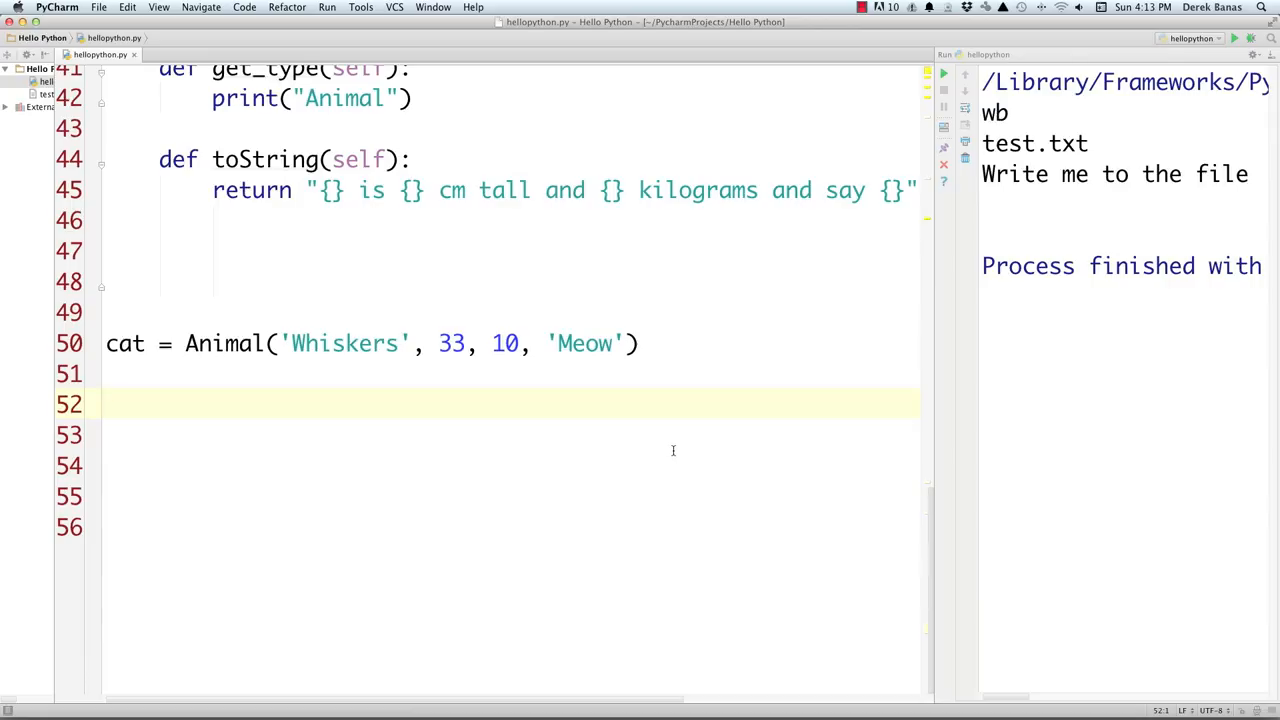 PyCharm File Edit View Navigate Code Refactor Run Tools VCS Window Help 10 Sun 4:13 PM Derek Banas
hellopython.py – Hello Python – [~/PycharmProjects/Hello Python]
Hello Python hellopython.py hellopython
hellopython.py Run hellopython
Hello P
hell
test
Externa
41 def get_type(self):
42 print("Animal")
43
44 def toString(self):
45 return "{} is {} cm tall and {} kilograms and say {}"
46
47
48
49
50 cat = Animal('Whiskers', 33, 10, 'Meow')
51
52
53
54
55
56
/Library/Frameworks/Py
wb
test.txt
Write me to the file
Process finished with
52:1 LF UTF-8